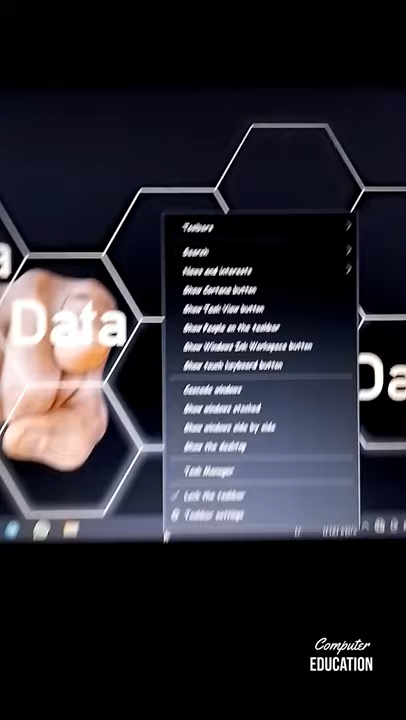 Data
Toolbars
Search
News and interests
Show Cortana button
Show Task View button
Show People on the taskbar
Show Windows Ink Workspace button
Show touch keyboard button
Da
Cascade windows
Show windows stacked
Show windows side by side
Show the desktop
Task Manager
Lock the taskbar
Taskbar settings
Computer
EDUCATION